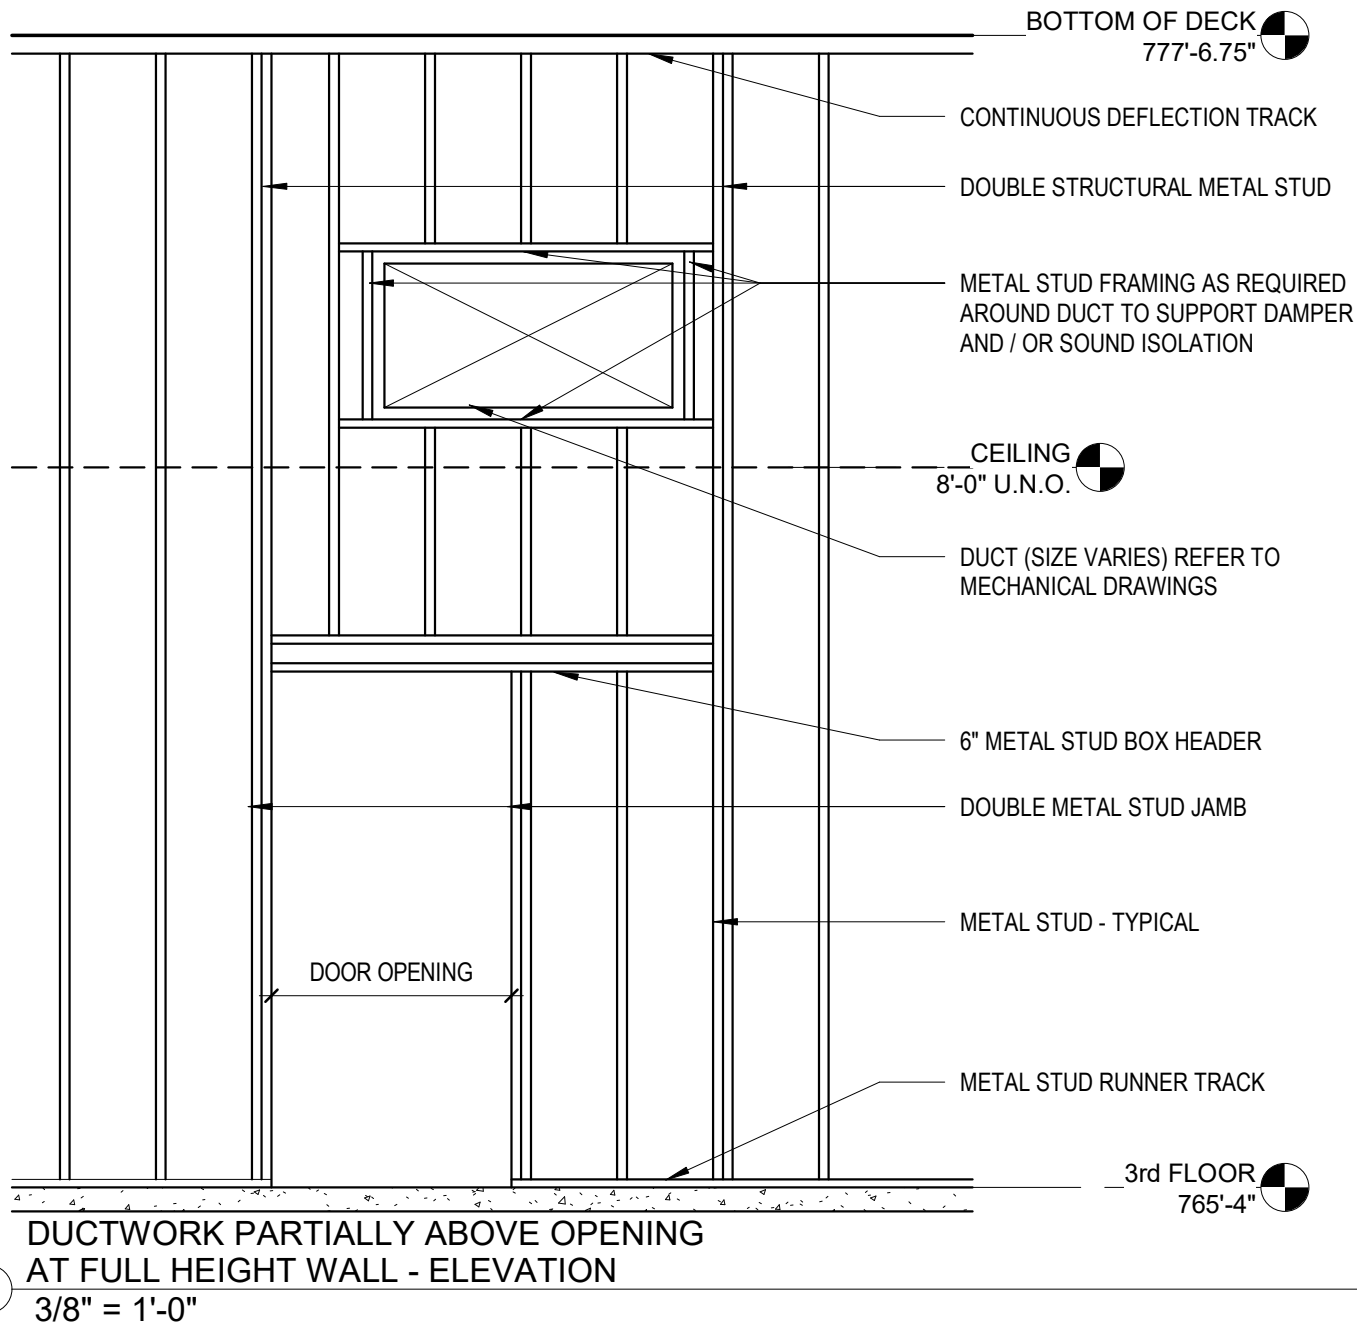 BOTTOM OF DECK
777'-6.75"
CONTINUOUS DEFLECTION TRACK
DOUBLE STRUCTURAL METAL STUD
METAL STUD FRAMING AS REQUIRED
AROUND DUCT TO SUPPORT DAMPER
AND / OR SOUND ISOLATION
CEILING
8'-0" U.N.O.
DUCT (SIZE VARIES) REFER TO
MECHANICAL DRAWINGS
6" METAL STUD BOX HEADER
DOUBLE METAL STUD JAMB
METAL STUD - TYPICAL
DOOR OPENING
METAL STUD RUNNER TRACK
3rd FLOOR
765'-4"
DUCTWORK PARTIALLY ABOVE OPENING
AT FULL HEIGHT WALL - ELEVATION
3/8" = 1'-0"